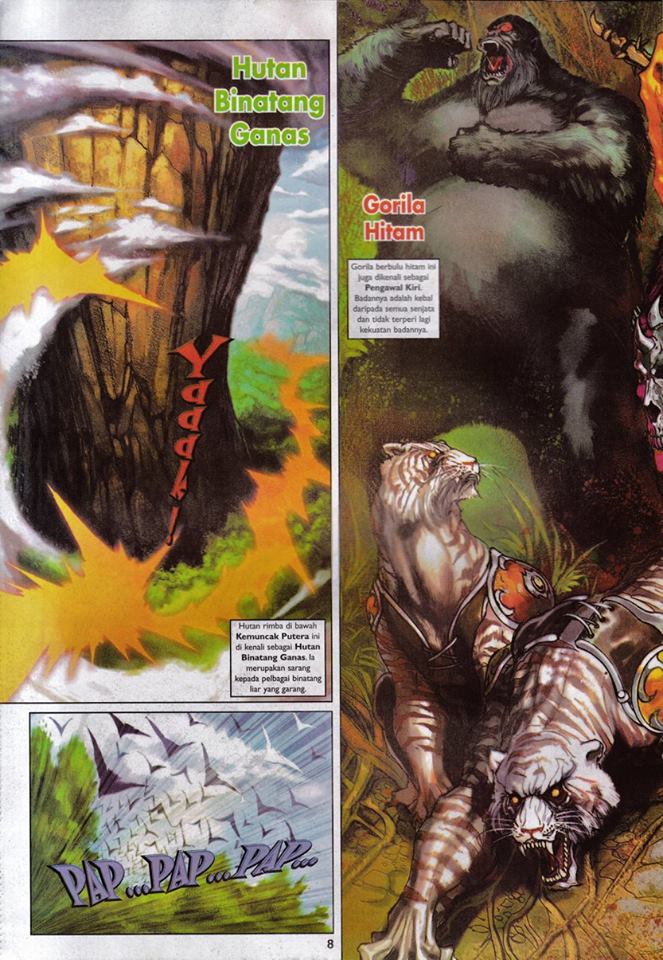 Hutan
Binatang
Ganas
Yaaak!
Hutan rimba di bawah
Kemuncak Putera ini
di kenali sebagai Hutan
Binatang Ganas. Ia
merupakan sarang
kepada pelbagai binatang
liar yang garang.
PAP...PAP...PAP...
8
Gorila
Hitam
Gorila berbulu hitam ini
juga dikenali sebagai
Pengawal Kiri.
Badannya adalah kebal
daripada semua senjata
dan tidak terperi lagi
kekuatan badannya.